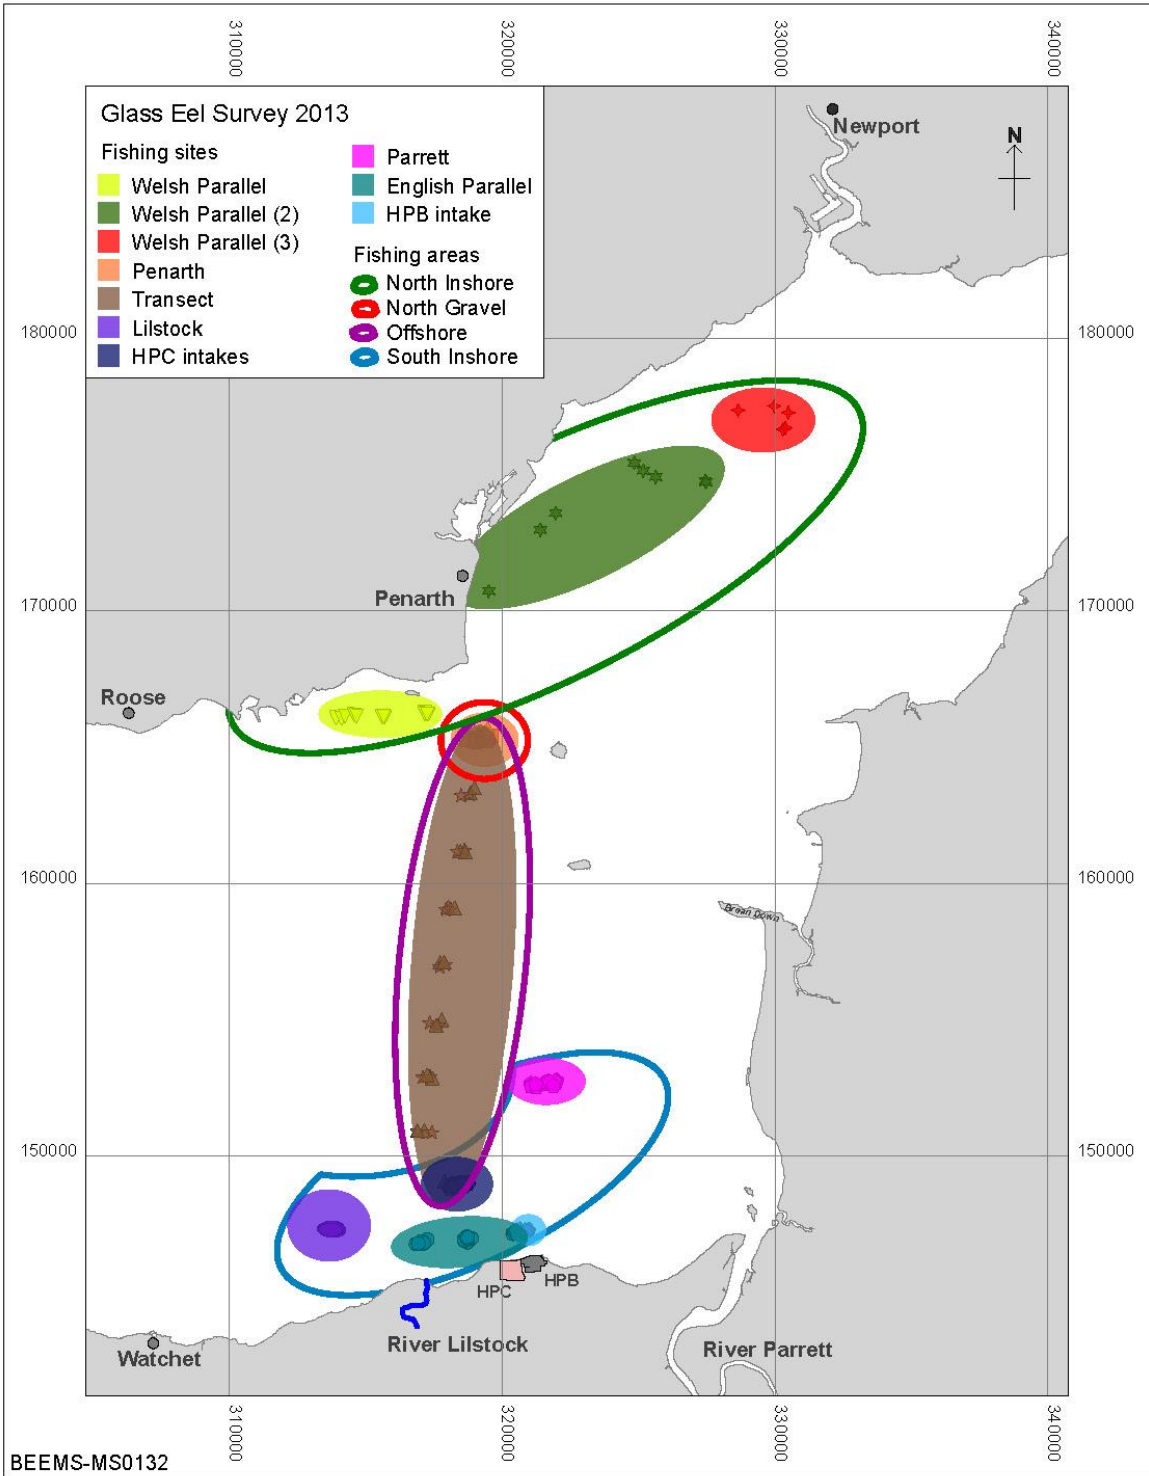 310000
320000
330000
340000
Glass Eel Survey 2013
Fishing sites
Welsh Parallel
Welsh Parallel (2)
Welsh Parallel (3)
Penarth
Transect
Lilstock
HPC intakes
Parrett
English Parallel
HPB intake
Fishing areas
North Inshore
North Gravel
Offshore
South Inshore
Newport
N
180000
180000
170000
170000
Penarth
Roose
160000
160000
Brean Down
150000
150000
HPC
HPB
River Lilstock
River Parrett
Watchet
310000
320000
330000
340000
BEEMS-MS0132